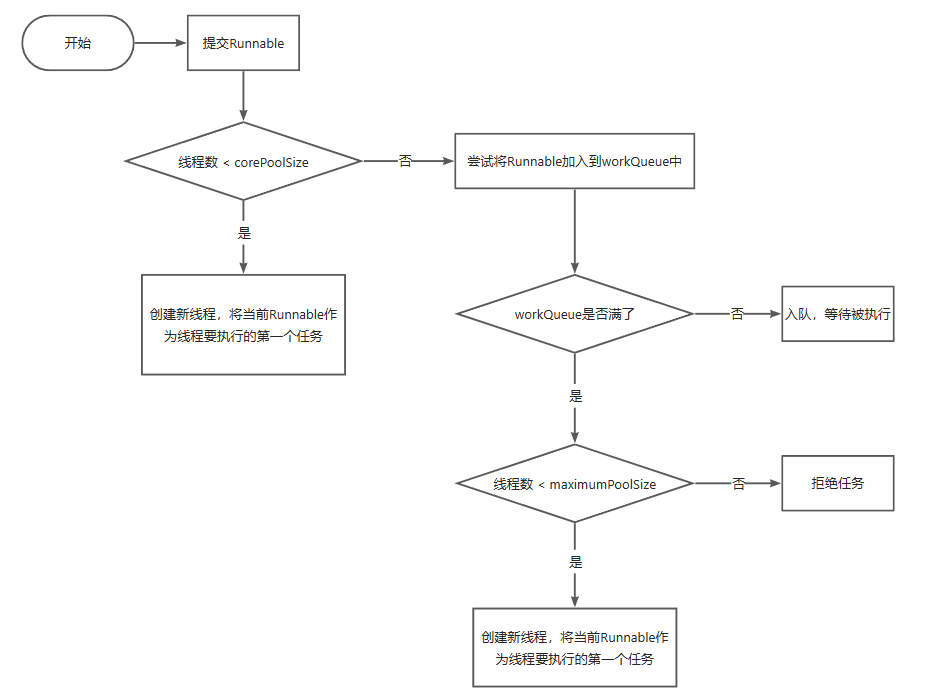 开始
提交Runnable
线程数 < corePoolSize
否
尝试将Runnable加入到workQueue中
是
创建新线程，将当前Runnable作
为线程要执行的第一个任务
workQueue是否满了
否
入队，等待被执行
是
线程数 < maximumPoolSize
否
拒绝任务
是
创建新线程，将当前Runnable作
为线程要执行的第一个任务